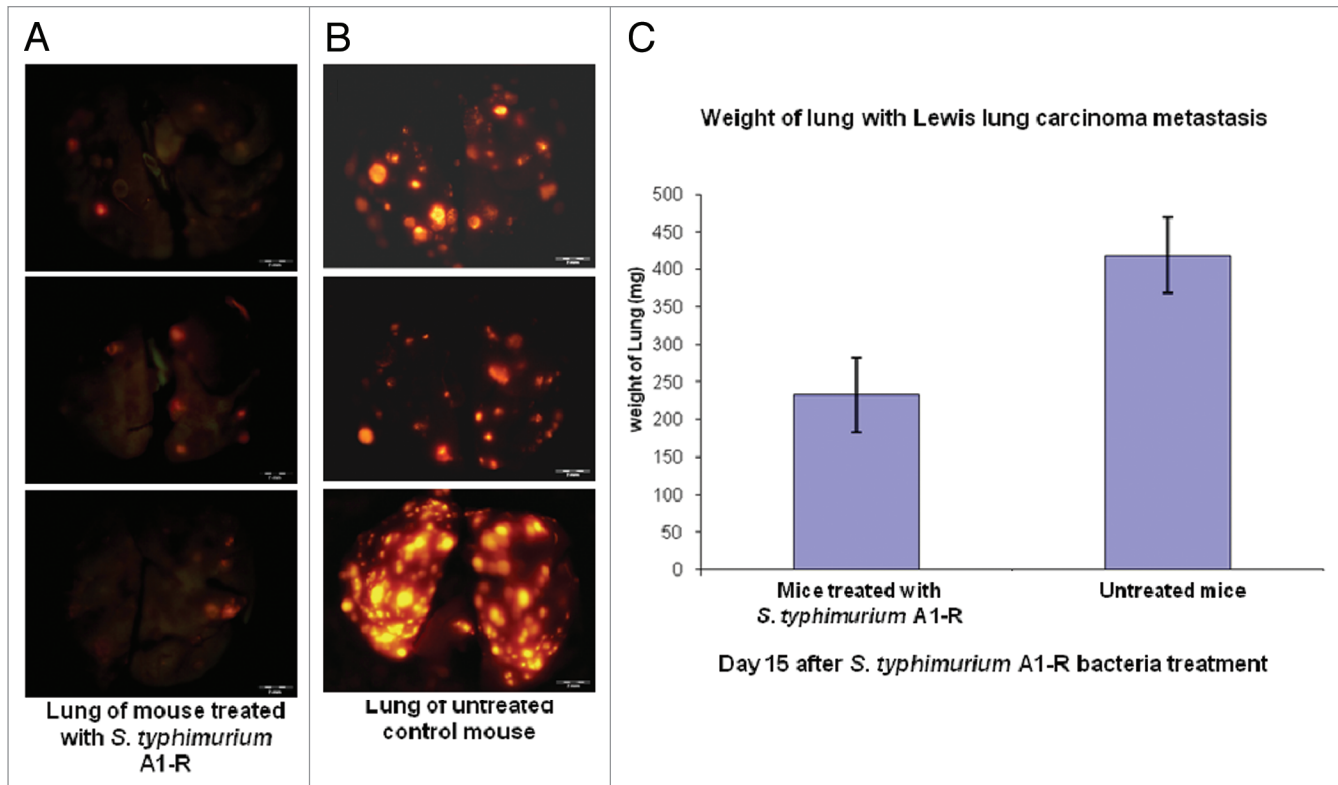 A
B
C
Lung of mouse treated
with S. typhimurium
A1-R
Lung of untreated
control mouse
Weight of lung with Lewis lung carcinoma metastasis
weight of Lung (mg)
500
450
400
350
300
250
200
150
100
50
0
Mice treated with
S. typhimurium A1-R
Untreated mice
Day 15 after S. typhimurium A1-R bacteria treatment